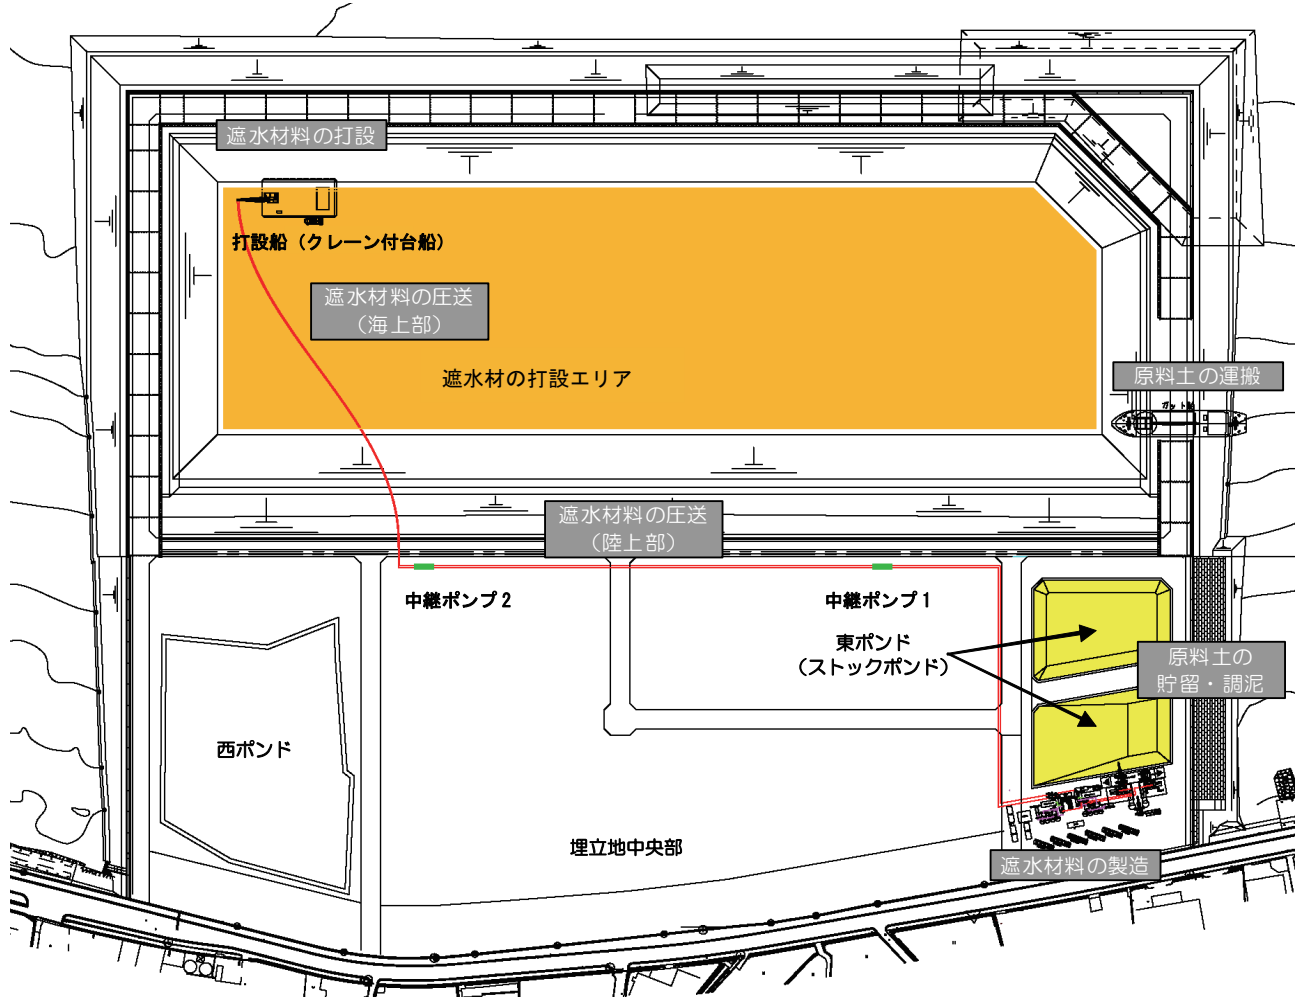 遮水材料の打設
打設船（クレーン付台船）
遮水材料の圧送
（海上部）
遮水材の打設エリア
原料土の運搬
ガット船
遮水材料の圧送
（陸上部）
中継ポンプ２
中継ポンプ１
東ポンド
（ストックポンド）
原料土の
貯留・調泥
西ポンド
埋立地中央部
遮水材料の製造